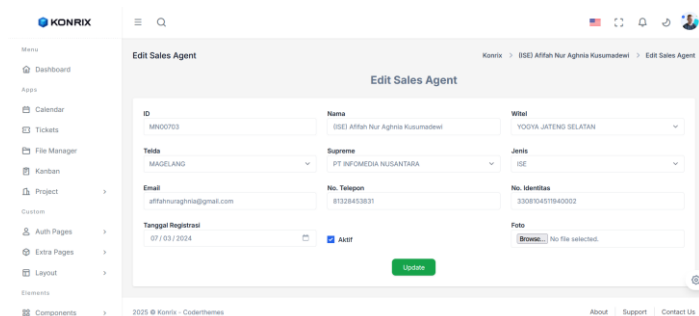 KONRIX
Menu
Dashboard
Apps
Calendar
Tickets
File Manager
Kanban
Project
Custom
Auth Pages
Extra Pages
Layout
Elements
Components
Edit Sales Agent
Konrix > (ISE) Afifah Nur Aghnia Kusumadewi > Edit Sales Agent
Edit Sales Agent
ID
Nama
Witel
MN00703
(ISE) Afifah Nur Aghnia Kusumadewi
YOGYA JATENG SELATAN
Telda
Supreme
Jenis
MAGELANG
PT INFOMEDIA NUSANTARA
ISE
Email
No. Telepon
No. Identitas
afifahnuraghnia@gmail.com
81328453831
3308104511940002
Tanggal Registrasi
Foto
07 / 03 / 2024
Aktif
Browse... No file selected.
Update
2025 © Konrix - Coderthemes
About Support Contact Us